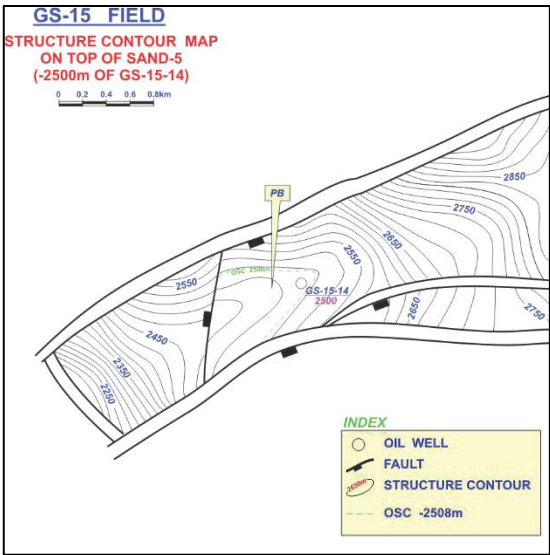 GS-15 FIELD
STRUCTURE CONTOUR MAP
ON TOP OF SAND-5
(-2500m OF GS-15-14)
0 0.2 0.4 0.6 0.8km
2850
PB
2750
2650
2550
OSC 2508m
2550
GS-15-14
2500
2650
2750
2450
2350
2250
INDEX
OIL WELL
FAULT
2650m STRUCTURE CONTOUR
OSC -2508m